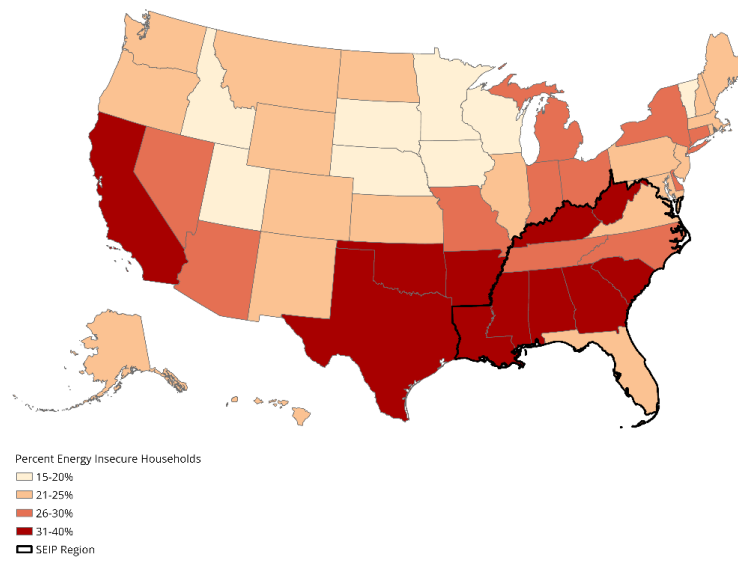 Percent Energy Insecure Households
15-20%
21-25%
26-30%
31-40%
SEIP Region